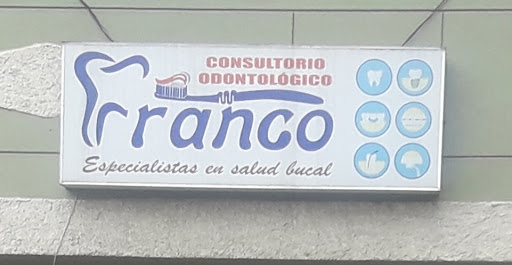 CONSULTORIO
ODONTOLÓGICO
Franco
Especialistas en salud bucal